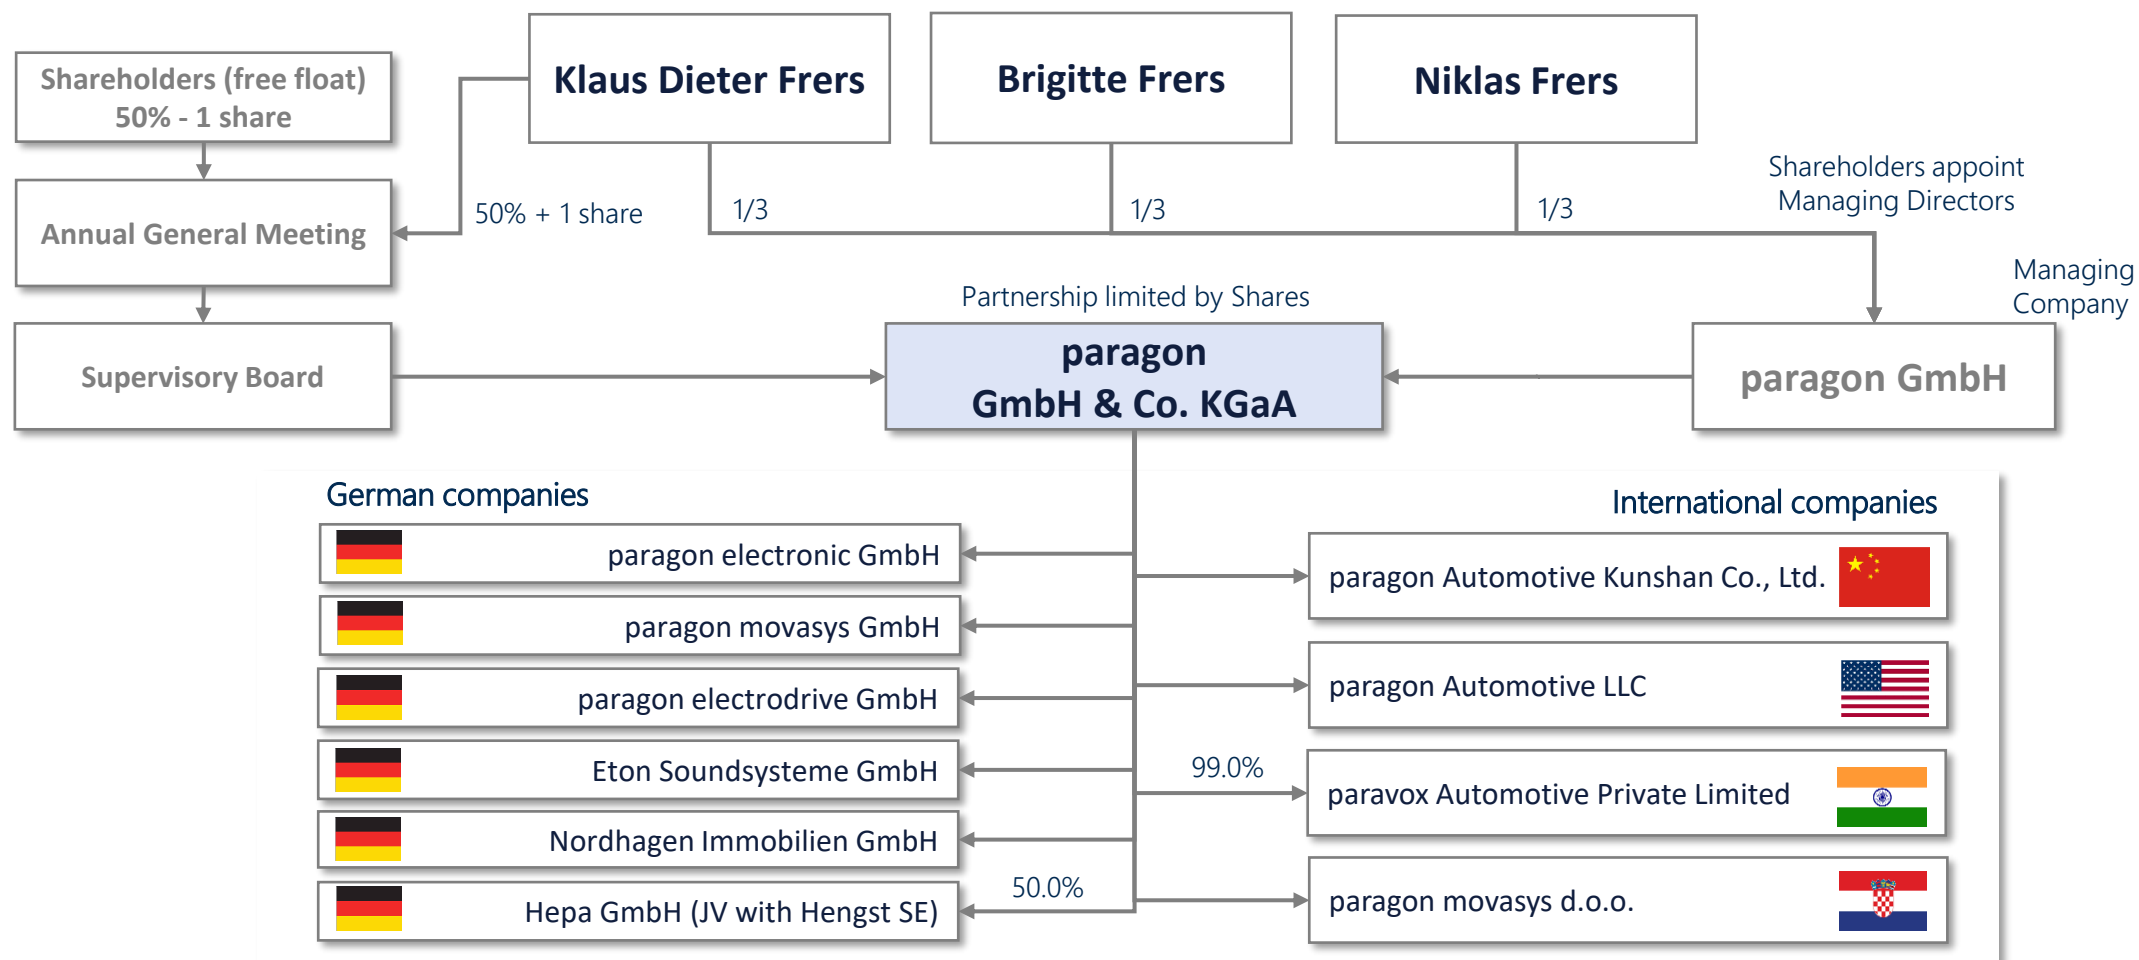 Shareholders (free float)
50% - 1 share
Klaus Dieter Frers
Brigitte Frers
Niklas Frers
Annual General Meeting
50% + 1 share
1/3
1/3
1/3
Shareholders appoint
Managing Directors
Managing
Company
Partnership limited by Shares
Supervisory Board
paragon
GmbH & Co. KGaA
paragon GmbH
German companies
paragon electronic GmbH
paragon movasys GmbH
paragon electrodrive GmbH
Eton Soundsysteme GmbH
Nordhagen Immobilien GmbH
50.0%
Hepa GmbH (JV with Hengst SE)
International companies
paragon Automotive Kunshan Co., Ltd.
paragon Automotive LLC
99.0%
paravox Automotive Private Limited
paragon movasys d.o.o.